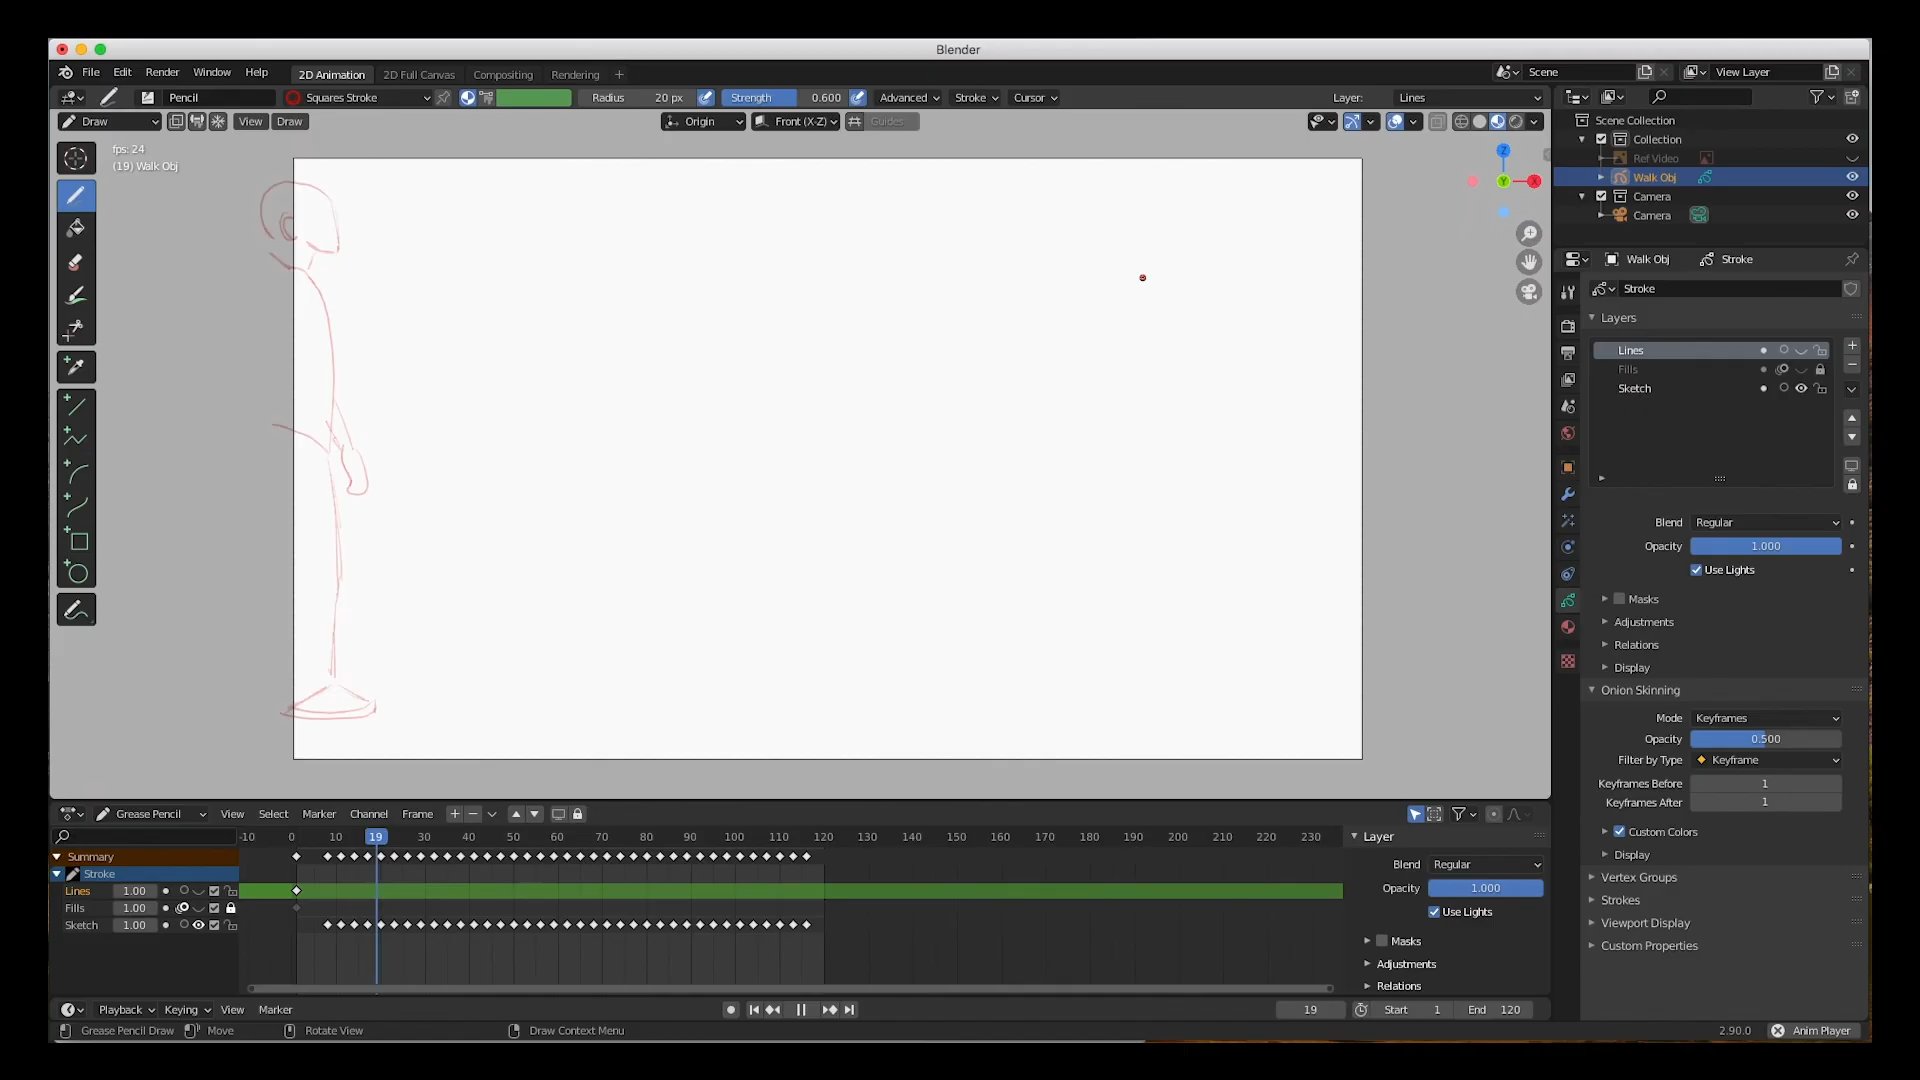 Blender
File Edit Render Window Help 2D Animation 2D Full Canvas Compositing Rendering + Scene View Layer
Pencil Squares Stroke Radius 20 px Strength 0.600 Advanced Stroke Cursor Layer: Lines
Draw View Draw Origin Front (X-Z) Guides
fps: 24
(19) Walk Obj
Z
Y X
Scene Collection
Collection
Ref Video
Walk Obj
Camera
Camera
Walk Obj Stroke
Stroke
Layers
Lines
Fills
Sketch
Blend Regular
Opacity 1.000
Use Lights
Masks
Adjustments
Relations
Display
Onion Skinning
Mode Keyframes
Opacity 0.500
Filter by Type Keyframe
Keyframes Before 1
Keyframes After 1
Custom Colors
Display
Vertex Groups
Strokes
Viewport Display
Custom Properties
Grease Pencil View Select Marker Channel Frame
-10 0 10 19 30 40 50 60 70 80 90 100 110 120 130 140 150 160 170 180 190 200 210 220 230
Summary
Stroke
Lines 1.00
Fills 1.00
Sketch 1.00
Layer
Blend Regular
Opacity 1.000
Use Lights
Masks
Adjustments
Relations
Playback Keying View Marker 19 Start 1 End 120
Grease Pencil Draw Move Rotate View Draw Context Menu 2.90.0 Anim Player